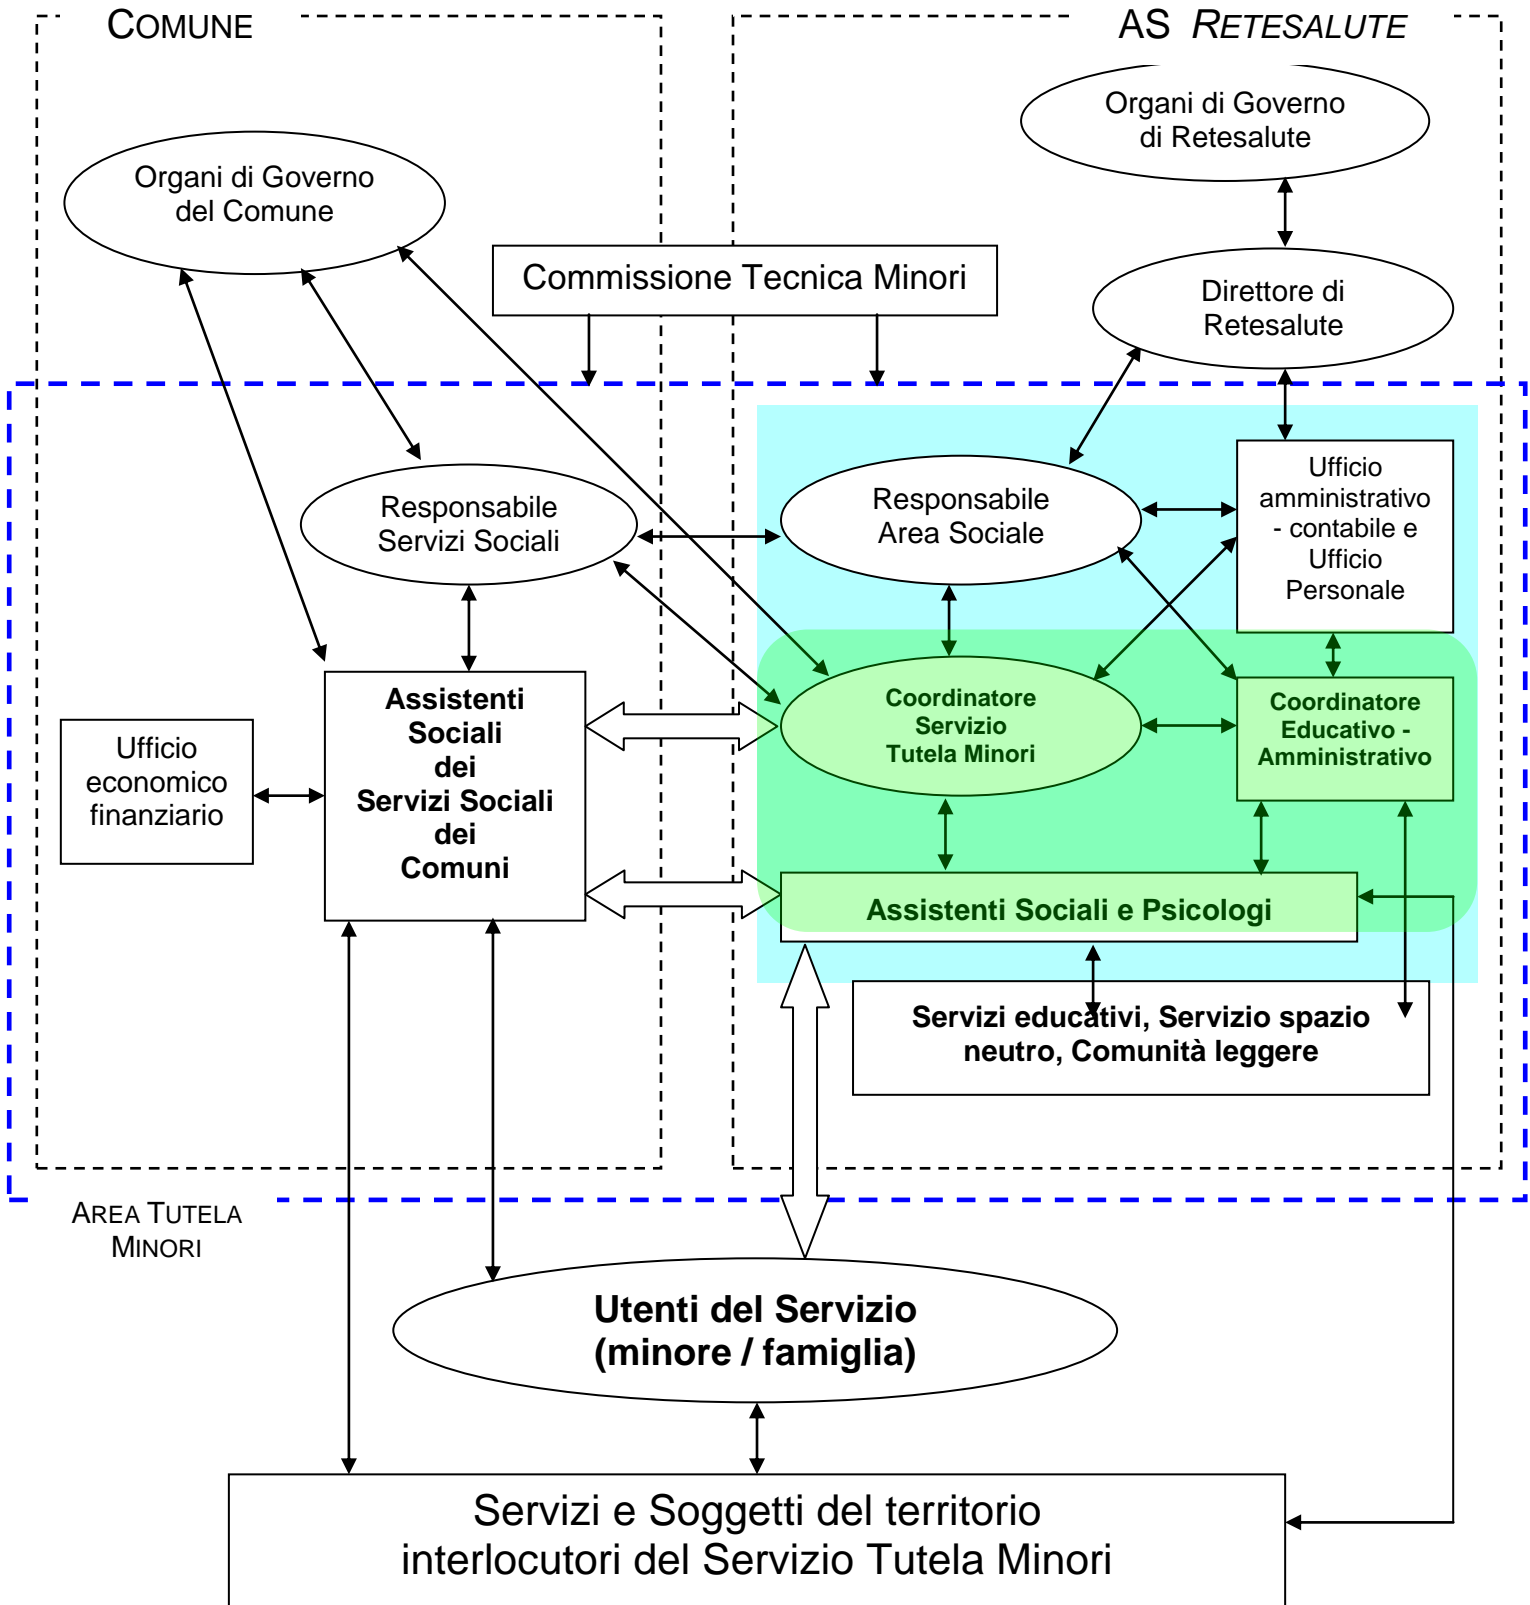 COMUNE
AS RETESALUTE
Organi di Governo
di Retesalute
Organi di Governo
del Comune
Commissione Tecnica Minori
Direttore di
Retesalute
Responsabile
Servizi Sociali
Responsabile
Area Sociale
Ufficio
amministrativo
- contabile e
Ufficio
Personale
Assistenti
Sociali
dei
Servizi Sociali
dei
Comuni
Coordinatore
Servizio
Tutela Minori
Coordinatore
Educativo -
Amministrativo
Ufficio
economico
finanziario
Assistenti Sociali e Psicologi
Servizi educativi, Servizio spazio
neutro, Comunità leggere
AREA TUTELA
MINORI
Utenti del Servizio
(minore / famiglia)
Servizi e Soggetti del territorio
interlocutori del Servizio Tutela Minori